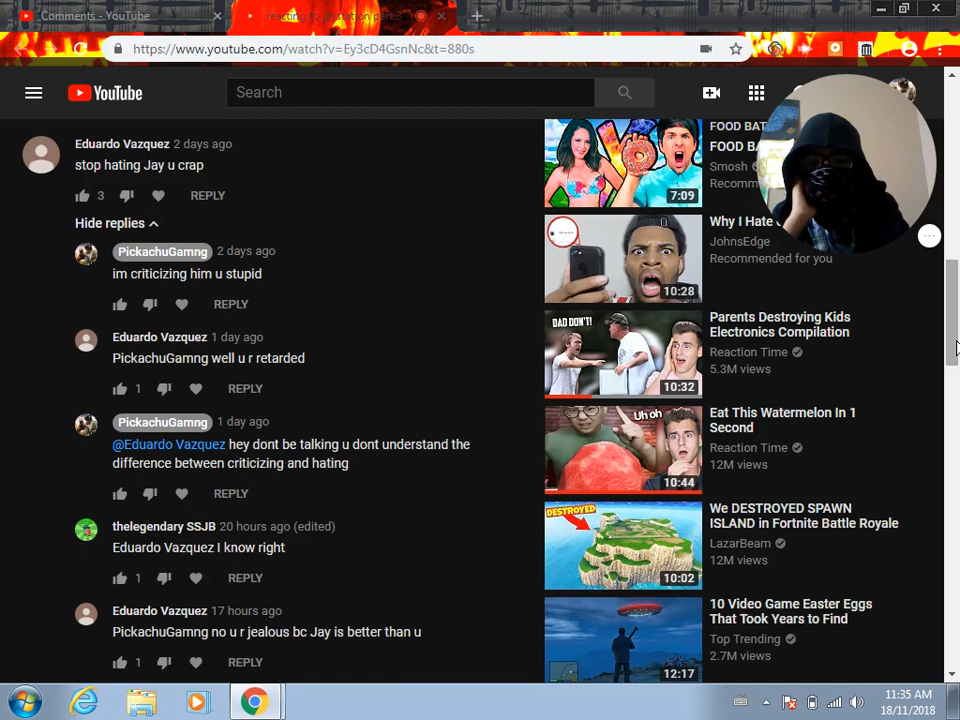 Comments - YouTube
reacting to jaystation part 3
https://www.youtube.com/watch?v=Ey3cD4GsnNc&t=880s
YouTube
Search
Eduardo Vazquez 2 days ago
stop hating Jay u crap
3 REPLY
Hide replies
PickachuGamng 2 days ago
im criticizing him u stupid
REPLY
Eduardo Vazquez 1 day ago
PickachuGamng well u r retarded
1 REPLY
PickachuGamng 1 day ago
@Eduardo Vazquez hey dont be talking u dont understand the
difference between criticizing and hating
REPLY
thelegendary SSJB 20 hours ago (edited)
Eduardo Vazquez I know right
1 REPLY
Eduardo Vazquez 17 hours ago
PickachuGamng no u r jealous bc Jay is better than u
1 REPLY
7:09
FOOD
FOOD
Smosh
10:28
Why I Hate
JohnsEdge
Recommended for you
DAD DON'T!
10:32
Parents Destroying Kids
Electronics Compilation
Reaction Time
5.3M views
Uh oh
10:44
Eat This Watermelon In 1
Second
Reaction Time
12M views
DESTROYED
10:02
We DESTROYED SPAWN
ISLAND in Fortnite Battle Royale
LazarBeam
12M views
12:17
10 Video Game Easter Eggs
That Took Years to Find
Top Trending
2.7M views
11:35 AM
18/11/2018